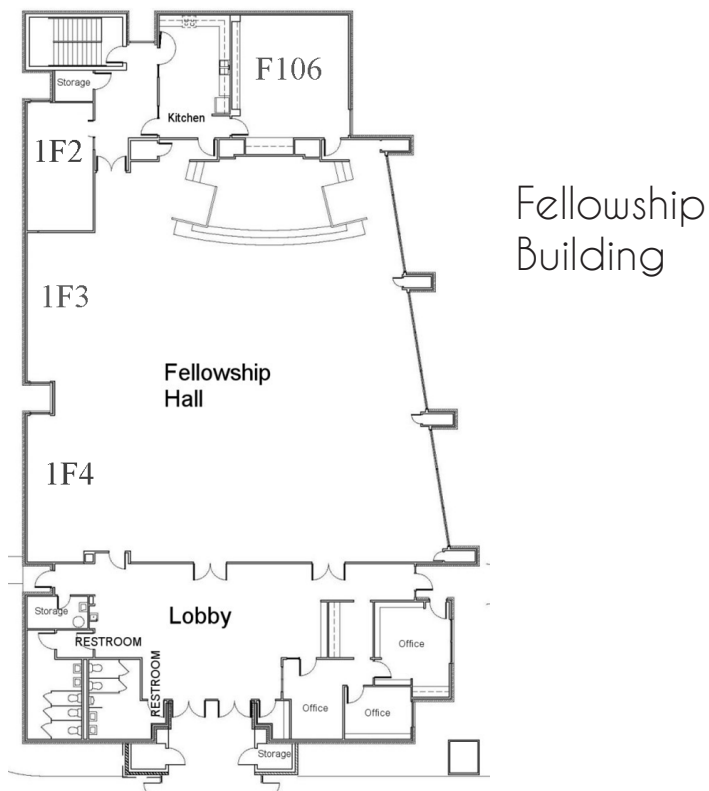 F106
Storage
Kitchen
1F2
Fellowship
Building
1F3
Fellowship
Hall
1F4
Storage
Lobby
RESTROOM
Office
RESTROOM
Office
Office
Storage